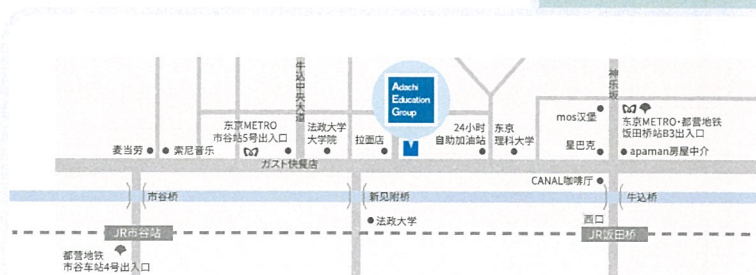 牛込中央大道
神乐坂
Adachi
Education
Group
mos汉堡
东京METRO・都营地铁
饭田桥站B3出入口
东京METRO
市谷站5号出入口
法政大学
大学院
拉面店
24小时
自助加油站
东京
理科大学
麦当劳
索尼音乐
星巴克
apaman房屋中介
ガスト快餐店
CANAL咖啡厅
市谷桥
新见附桥
牛込桥
法政大学
西口
JR市谷站
JR饭田桥
都营地铁
市谷车站4号出入口